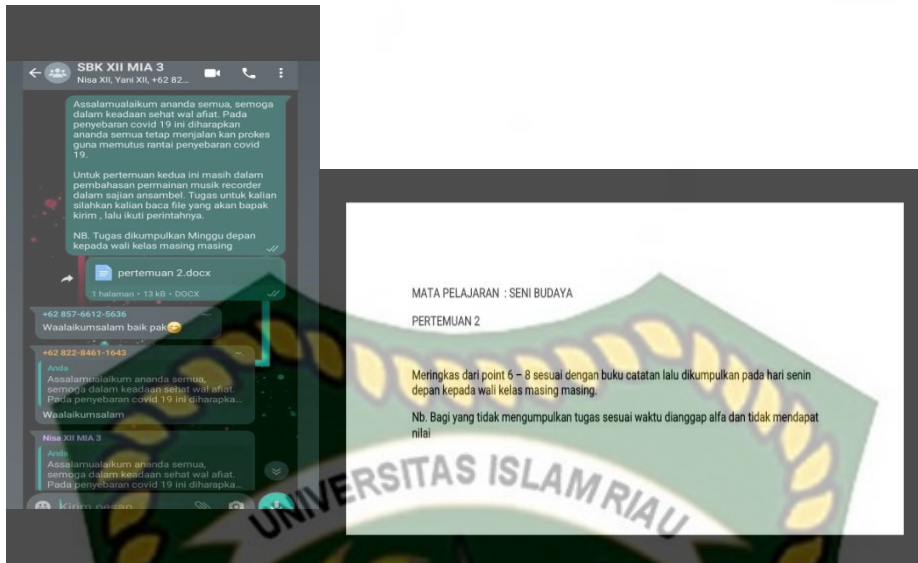 SBK XII MIA 3
Nisa XII, Yani XII, +62 82...
Assalamualaikum ananda semua, semoga
dalam keadaan sehat wal afiat. Pada
penyebaran covid 19 ini diharapkan
ananda semua tetap menjalan kan prokes
guna memutus rantai penyebaran covid
19.
Untuk pertemuan kedua ini masih dalam
pembahasan permainan musik recorder
dalam sajian ansambel. Tugas untuk kalian
silahkan kalian baca file yang akan bapak
kirim , lalu ikuti perintahnya.
NB. Tugas dikumpulkan Minggu depan
kepada wali kelas masing masing
pertemuan 2.docx
1 halaman • 13 kB • DOCX
+62 857-6612-5636
Waalaikumsalam baik pak
+62 822-8461-1643
Anda
Assalamualaikum ananda semua,
semoga dalam keadaan sehat wal afiat.
Pada penyebaran covid 19 ini diharapka...
Waalaikumsalam
Nisa XII MIA 3
Anda
Assalamualaikum ananda semua,
semoga dalam keadaan sehat wal afiat.
Pada penyebaran covid 19 ini diharapka...
Kirim pesan
MATA PELAJARAN : SENI BUDAYA
PERTEMUAN 2
Meringkas dari point 6 – 8 sesuai dengan buku catatan lalu dikumpulkan pada hari senin
depan kepada wali kelas masing masing.
Nb. Bagi yang tidak mengumpulkan tugas sesuai waktu dianggap alfa dan tidak mendapat
nilai
UNIVERSITAS ISLAM RIAU